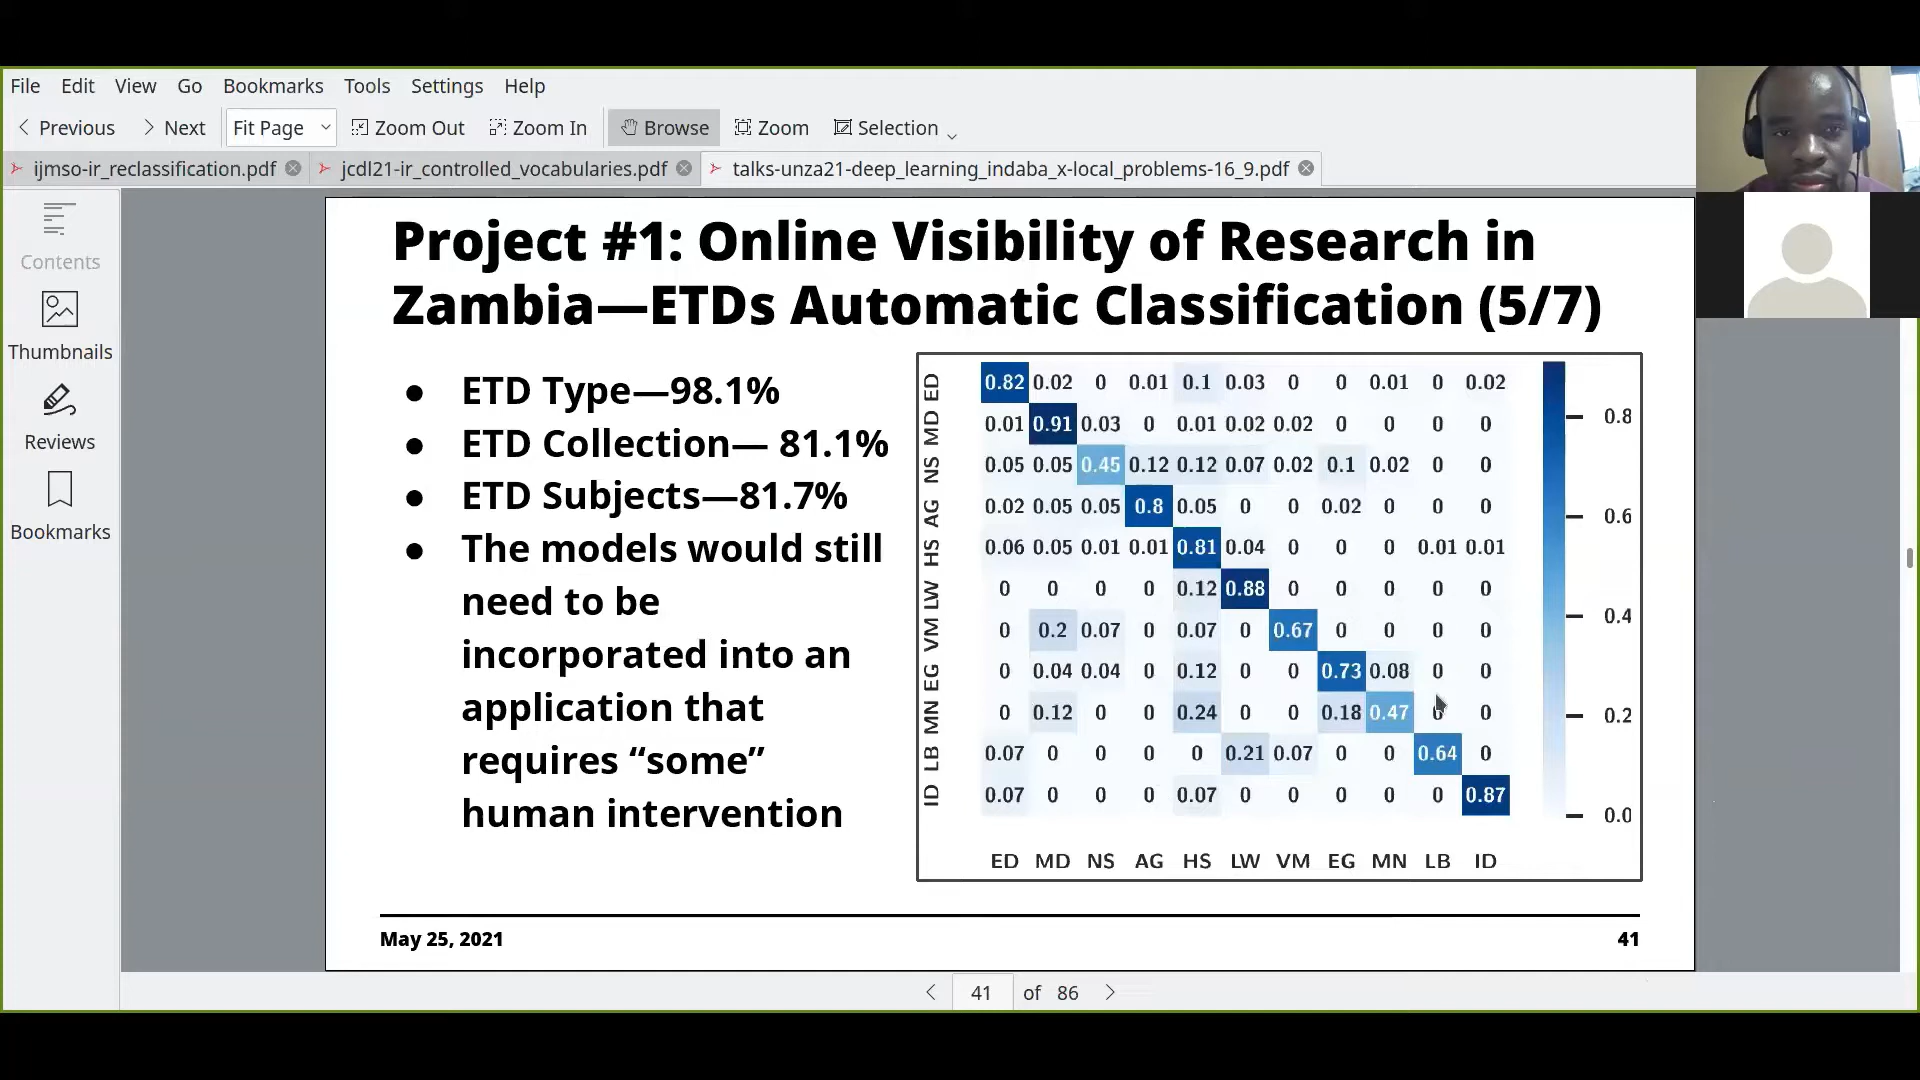 File Edit View Go Bookmarks Tools Settings Help
Previous Next Fit Page Zoom Out Zoom In Browse Zoom Selection
ijmso-ir_reclassification.pdf jcdl21-ir_controlled_vocabularies.pdf talks-unza21-deep_learning_indaba_x-local_problems-16_9.pdf
Contents
Thumbnails
Reviews
Bookmarks
Project #1: Online Visibility of Research in
Zambia—ETDs Automatic Classification (5/7)
● ETD Type—98.1%
● ETD Collection— 81.1%
● ETD Subjects—81.7%
● The models would still
need to be
incorporated into an
application that
requires “some”
human intervention
ED 0.82 0.02 0 0.01 0.1 0.03 0 0 0.01 0 0.02
MD 0.01 0.91 0.03 0 0.01 0.02 0.02 0 0 0 0
NS 0.05 0.05 0.45 0.12 0.12 0.07 0.02 0.1 0.02 0 0
AG 0.02 0.05 0.05 0.8 0.05 0 0 0.02 0 0 0
HS 0.06 0.05 0.01 0.01 0.81 0.04 0 0 0 0.01 0.01
LW 0 0 0 0 0.12 0.88 0 0 0 0 0
VM 0 0.2 0.07 0 0.07 0 0.67 0 0 0 0
EG 0 0.04 0.04 0 0.12 0 0 0.73 0.08 0 0
MN 0 0.12 0 0 0.24 0 0 0.18 0.47 0 0
LB 0.07 0 0 0 0 0.21 0.07 0 0 0.64 0
ID 0.07 0 0 0 0.07 0 0 0 0 0 0.87
ED MD NS AG HS LW VM EG MN LB ID
0.8
0.6
0.4
0.2
0.0
May 25, 2021 41
41 of 86